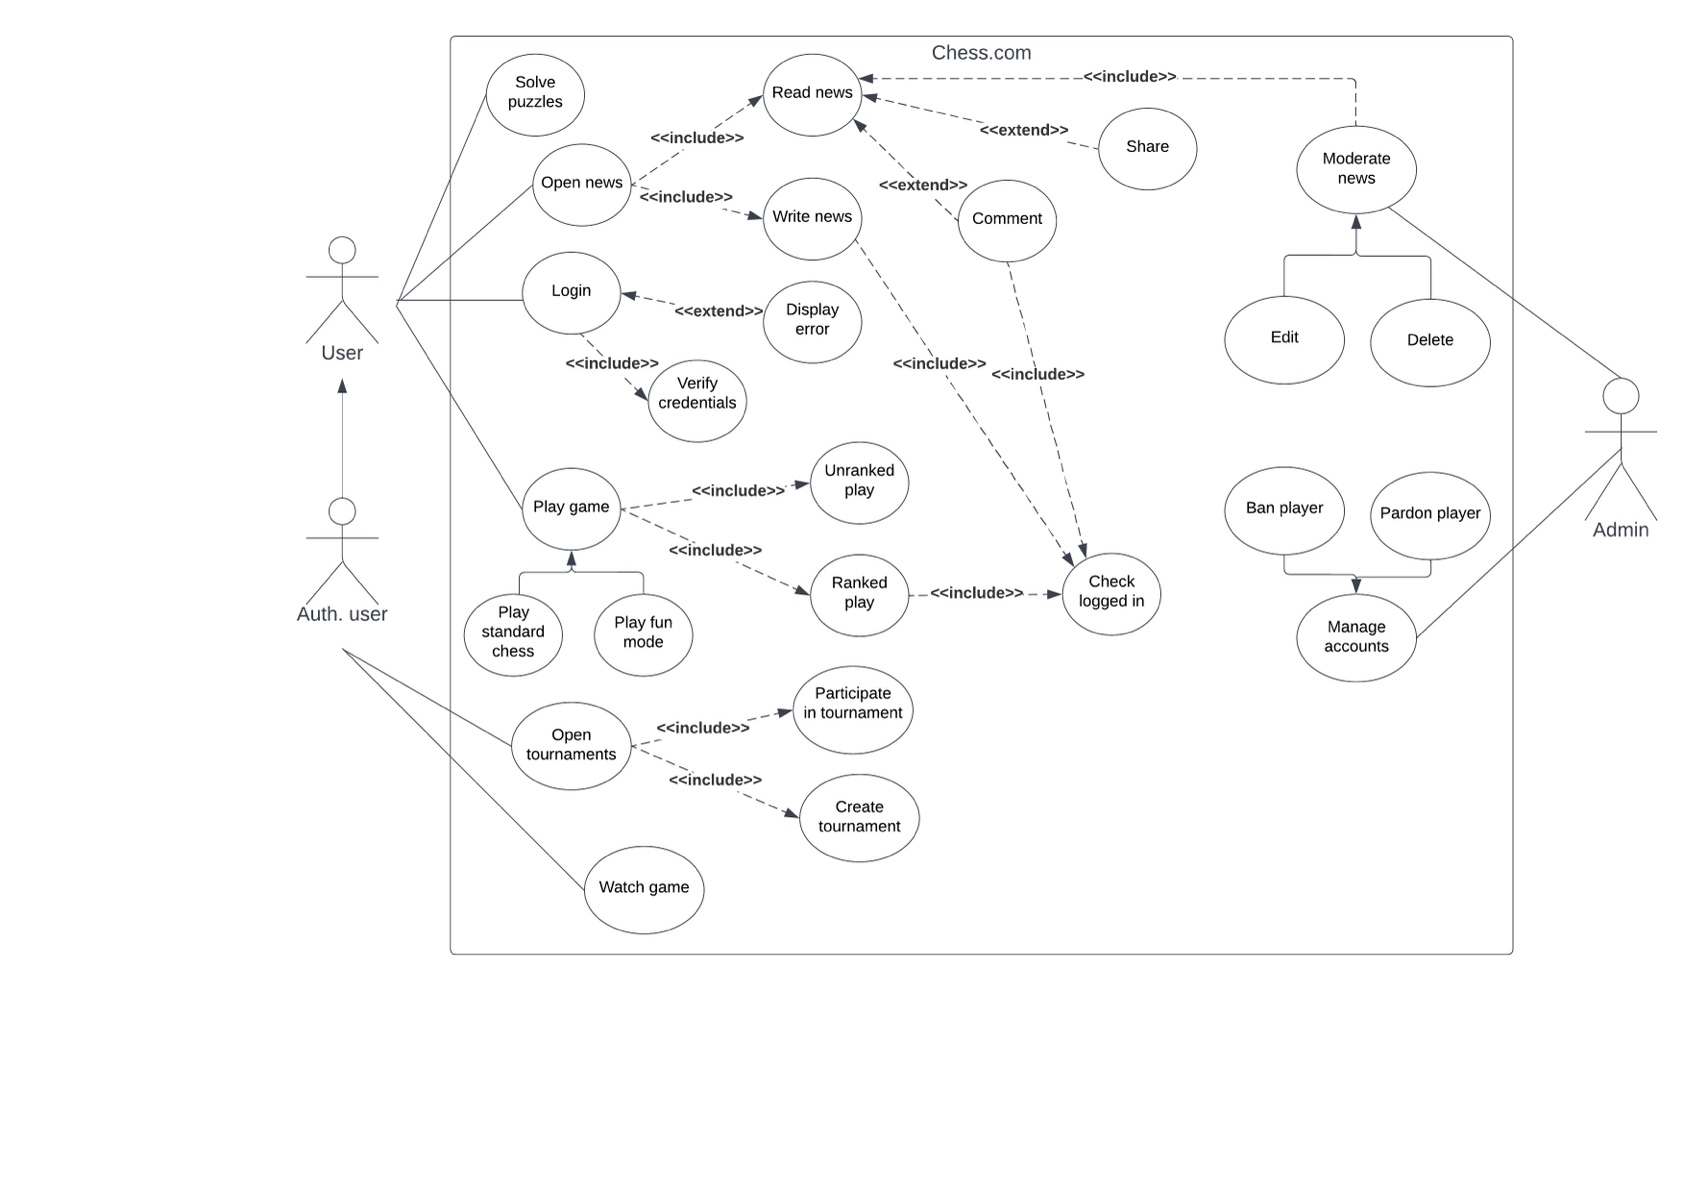 Chess.com
Solve
puzzles
Read news
<<include>>
<<extend>>
Share
Moderate
news
<<include>>
Open news
<<include>>
<<extend>>
Write news
Comment
Login
<<extend>>
Display
error
<<include>>
Verify
credentials
<<include>>
<<include>>
Edit
Delete
User
Admin
Unranked
play
<<include>>
Play game
<<include>>
Ranked
play
<<include>>
Check
logged in
Ban player
Pardon player
Manage
accounts
Auth. user
Play
standard
chess
Play fun
mode
Participate
in tournament
<<include>>
Open
tournaments
<<include>>
Create
tournament
Watch game